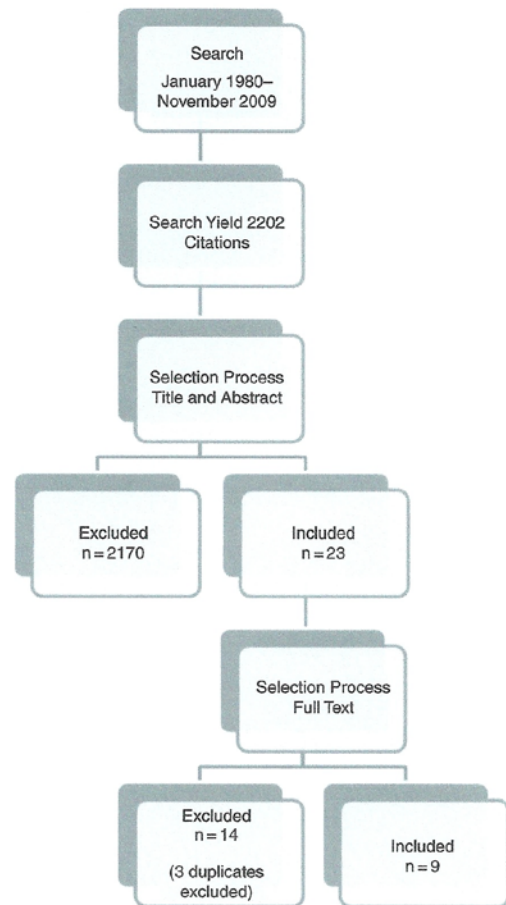 Search
January 1980–
November 2009
Search Yield 2202
Citations
Selection Process
Title and Abstract
Excluded
n = 2170
Included
n = 23
Selection Process
Full Text
Excluded
n = 14
(3 duplicates
excluded)
Included
n = 9